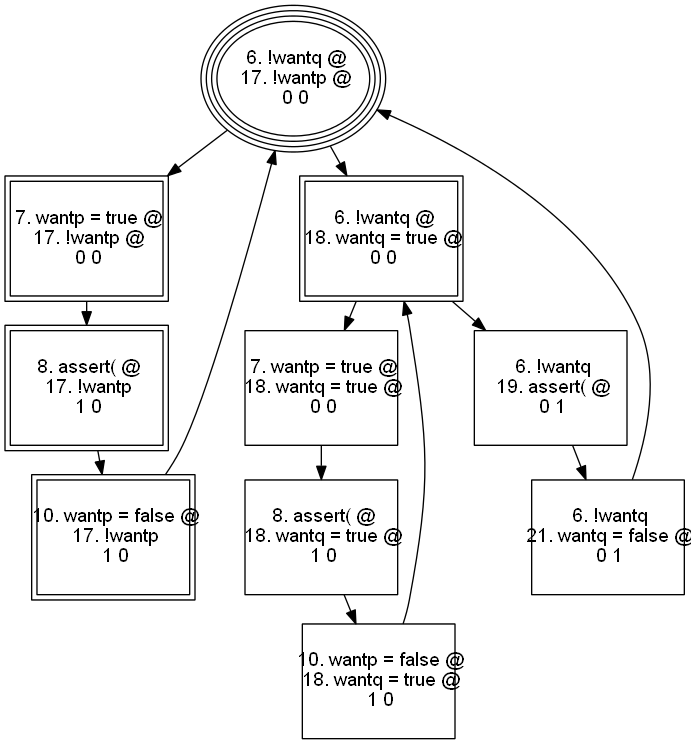 6. !wantq @
17. !wantp @
0 0
7. wantp = true @
17. !wantp @
0 0
6. !wantq @
18. wantq = true @
0 0
8. assert( @
17. !wantp
1 0
7. wantp = true @
18. wantq = true @
0 0
6. !wantq
19. assert( @
0 1
10. wantp = false @
17. !wantp
1 0
8. assert( @
18. wantq = true @
1 0
6. !wantq
21. wantq = false @
0 1
10. wantp = false @
18. wantq = true @
1 0